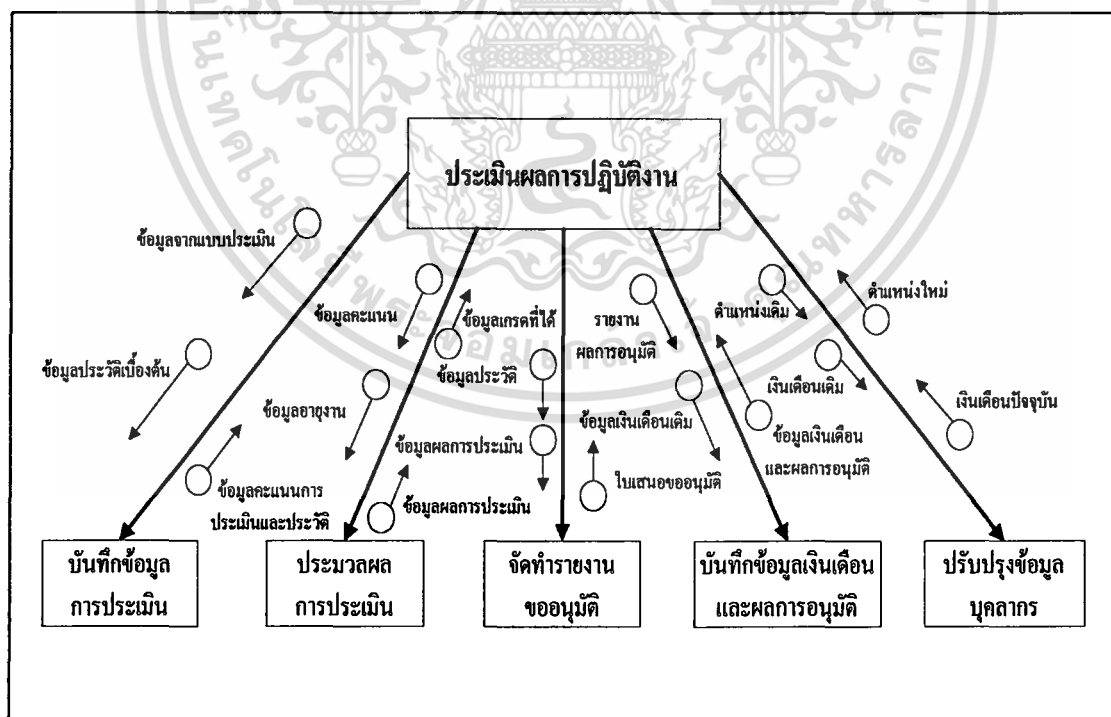 ประเมินผลการปฏิบัติงาน
ข้อมูลจากแบบประเมิน
ข้อมูลประวัติเบื้องต้น
ข้อมูลคะแนนการ
ประเมินและประวัติ
ข้อมูลคะแนน
ข้อมูลอายุงาน
ข้อมูลเกรดที่ได้
ข้อมูลผลการประเมิน
ข้อมูลประวัติ
ข้อมูลผลการประเมิน
ใบเสนอขออนุมัติ
รายงาน
ผลการอนุมัติ
ข้อมูลเงินเดือนเดิม
ข้อมูลเงินเดือน
และผลการอนุมัติ
ตำแหน่งเดิม
เงินเดือนเดิม
ตำแหน่งใหม่
เงินเดือนปัจจุบัน
บันทึกข้อมูล
การประเมิน
ประมวลผล
การประเมิน
จัดทำรายงาน
ขออนุมัติ
บันทึกข้อมูลเงินเดือน
และผลการอนุมัติ
ปรับปรุงข้อมูล
บุคลากร